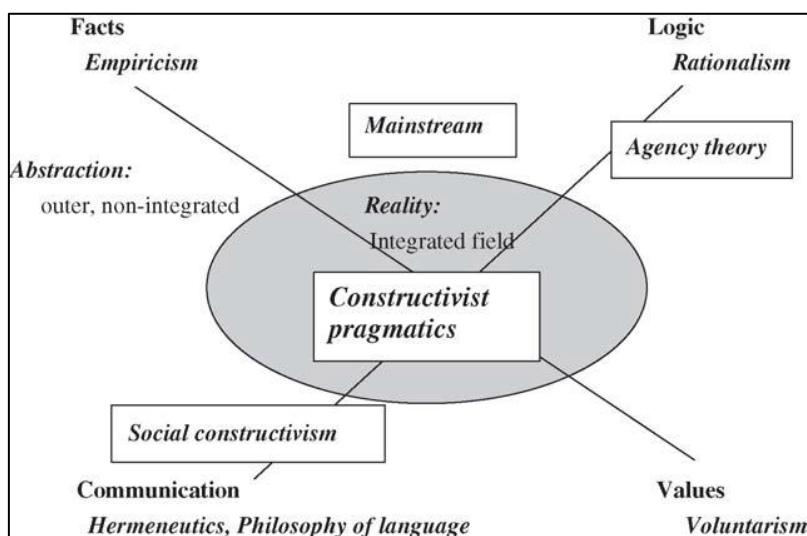 Facts
Empiricism
Logic
Rationalism
Mainstream
Agency theory
Abstraction:
outer, non-integrated
Reality:
Integrated field
Constructivist
pragmatics
Social constructivism
Communication
Hermeneutics, Philosophy of language
Values
Voluntarism